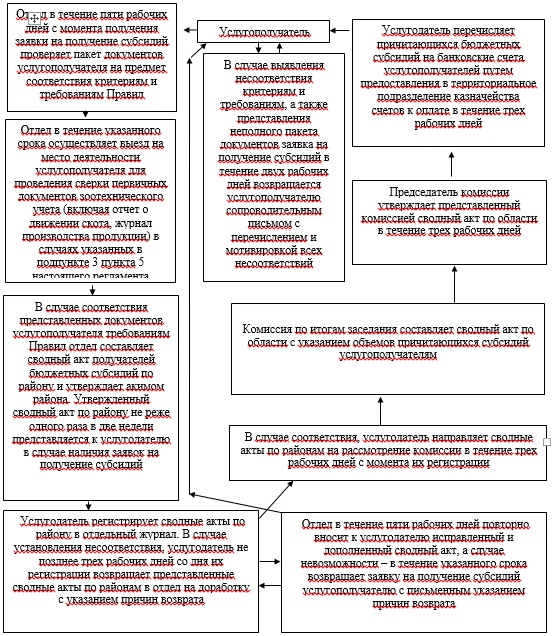 Отдел в течение пяти рабочих
дней с момента получения
заявки на получение субсидий
проверяет пакет документов
услугополучателя на предмет
соответствия критериям и
требованиям Правил
Отдел в течение указанного
срока осуществляет выезд на
место деятельности
услугополучателя для
проведения сверки первичных
документов зоотехнического
учета (включая отчет о
движении скота, журнал
производства продукции) в
случаях указанных в
подпункте 3 пункта 5
настоящего регламента
В случае соответствия
представленных документов
услугополучателя требованиям
Правил отдел составляет
сводный акт получателей
бюджетных субсидий по
району и утверждает акимом
района. Утвержденный
сводный акт по району не реже
одного раза в две недели
представляется к услугодателю
в случае наличия заявок на
получение субсидий
Услугодатель регистрирует сводные акты по
району в отдельный журнал. В случае
установления несоответствия, услугодатель не
позднее трех рабочих дней со дня их
регистрации возвращает представленные
сводные акты по районам в отдел на доработку
с указанием причин возврата
Услугополучатель
В случае выявления
несоответствия
критериям и
требованиям, а также
представления
неполного пакета
документов заявка на
получение субсидий в
течение двух рабочих
дней возвращается
услугополучателю
сопроводительным
письмом с
перечислением и
мотивировкой всех
несоответствий
Услугодатель перечисляет
причитающихся бюджетных
субсидий на банковские счета
услугополучателей путем
предоставления в территориальное
подразделение казначейства
счетов к оплате в течение трех
рабочих дней
Председатель комиссии
утверждает представленный
комиссией сводный акт по области
в течение трех рабочих дней
Комиссия по итогам заседания составляет сводный акт по
области с указанием объемов причитающихся субсидий
услугополучателям
В случае соответствия, услугодатель направляет сводные
акты по районам на рассмотрение комиссии в течение трех
рабочих дней с момента их регистрации
Отдел в течение пяти рабочих дней повторно
вносит к услугодателю исправленный и
дополненный сводный акт, а случае
невозможности – в течение указанного срока
возвращает заявку на получение субсидий
услугополучателю с письменным указанием
причин возврата